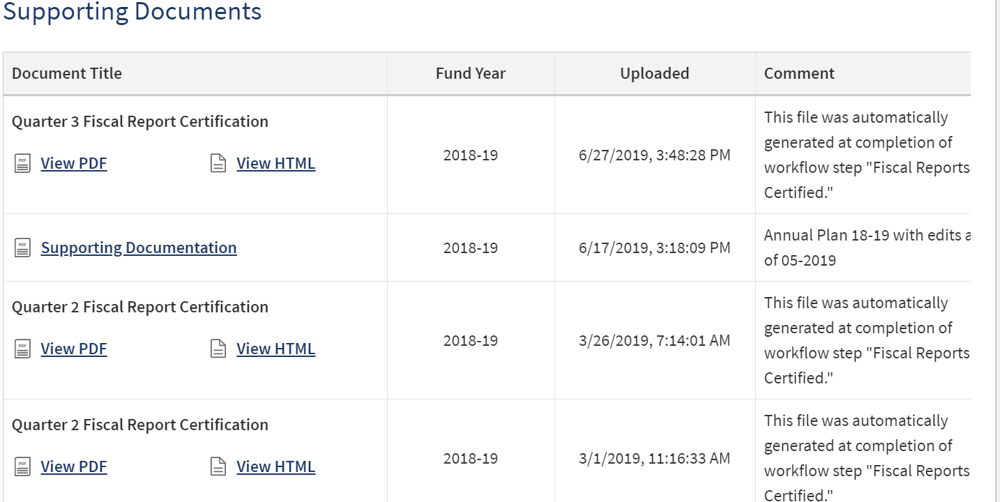 Supporting Documents
Document Title Fund Year Uploaded Comment
Quarter 3 Fiscal Report Certification
PDF View PDF View HTML
2018-19
6/27/2019, 3:48:28 PM
This file was automatically
generated at completion of
workflow step "Fiscal Reports
Certified."
PDF Supporting Documentation
2018-19
6/17/2019, 3:18:09 PM
Annual Plan 18-19 with edits a
of 05-2019
Quarter 2 Fiscal Report Certification
PDF View PDF View HTML
2018-19
3/26/2019, 7:14:01 AM
This file was automatically
generated at completion of
workflow step "Fiscal Reports
Certified."
Quarter 2 Fiscal Report Certification
PDF View PDF View HTML
2018-19
3/1/2019, 11:16:33 AM
This file was automatically
generated at completion of
workflow step "Fiscal Reports
Certified."